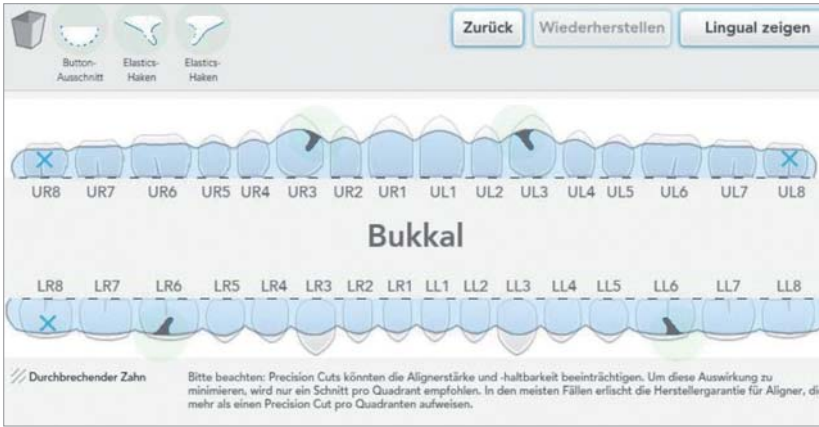 Zurück Wiederherstellen Lingual zeigen
Button- Elastics- Elastics-
Ausschnitt Haken Haken
UR8 UR7 UR6 UR5 UR4 UR3 UR2 UR1 UL1 UL2 UL3 UL4 UL5 UL6 UL7 UL8
Bukkal
LR8 LR7 LR6 LR5 LR4 LR3 LR2 LR1 LL1 LL2 LL3 LL4 LL5 LL6 LL7 LL8
Durchbrechender Zahn
Bitte beachten: Precision Cuts könnten die Alignerstärke und -haltbarkeit beeinträchtigen. Um diese Auswirkung zu
minimieren, wird nur ein Schnitt pro Quadrant empfohlen. In den meisten Fällen erlischt die Herstellergarantie für Aligner,
mehr als einen Precision Cut pro Quadranten aufweisen.